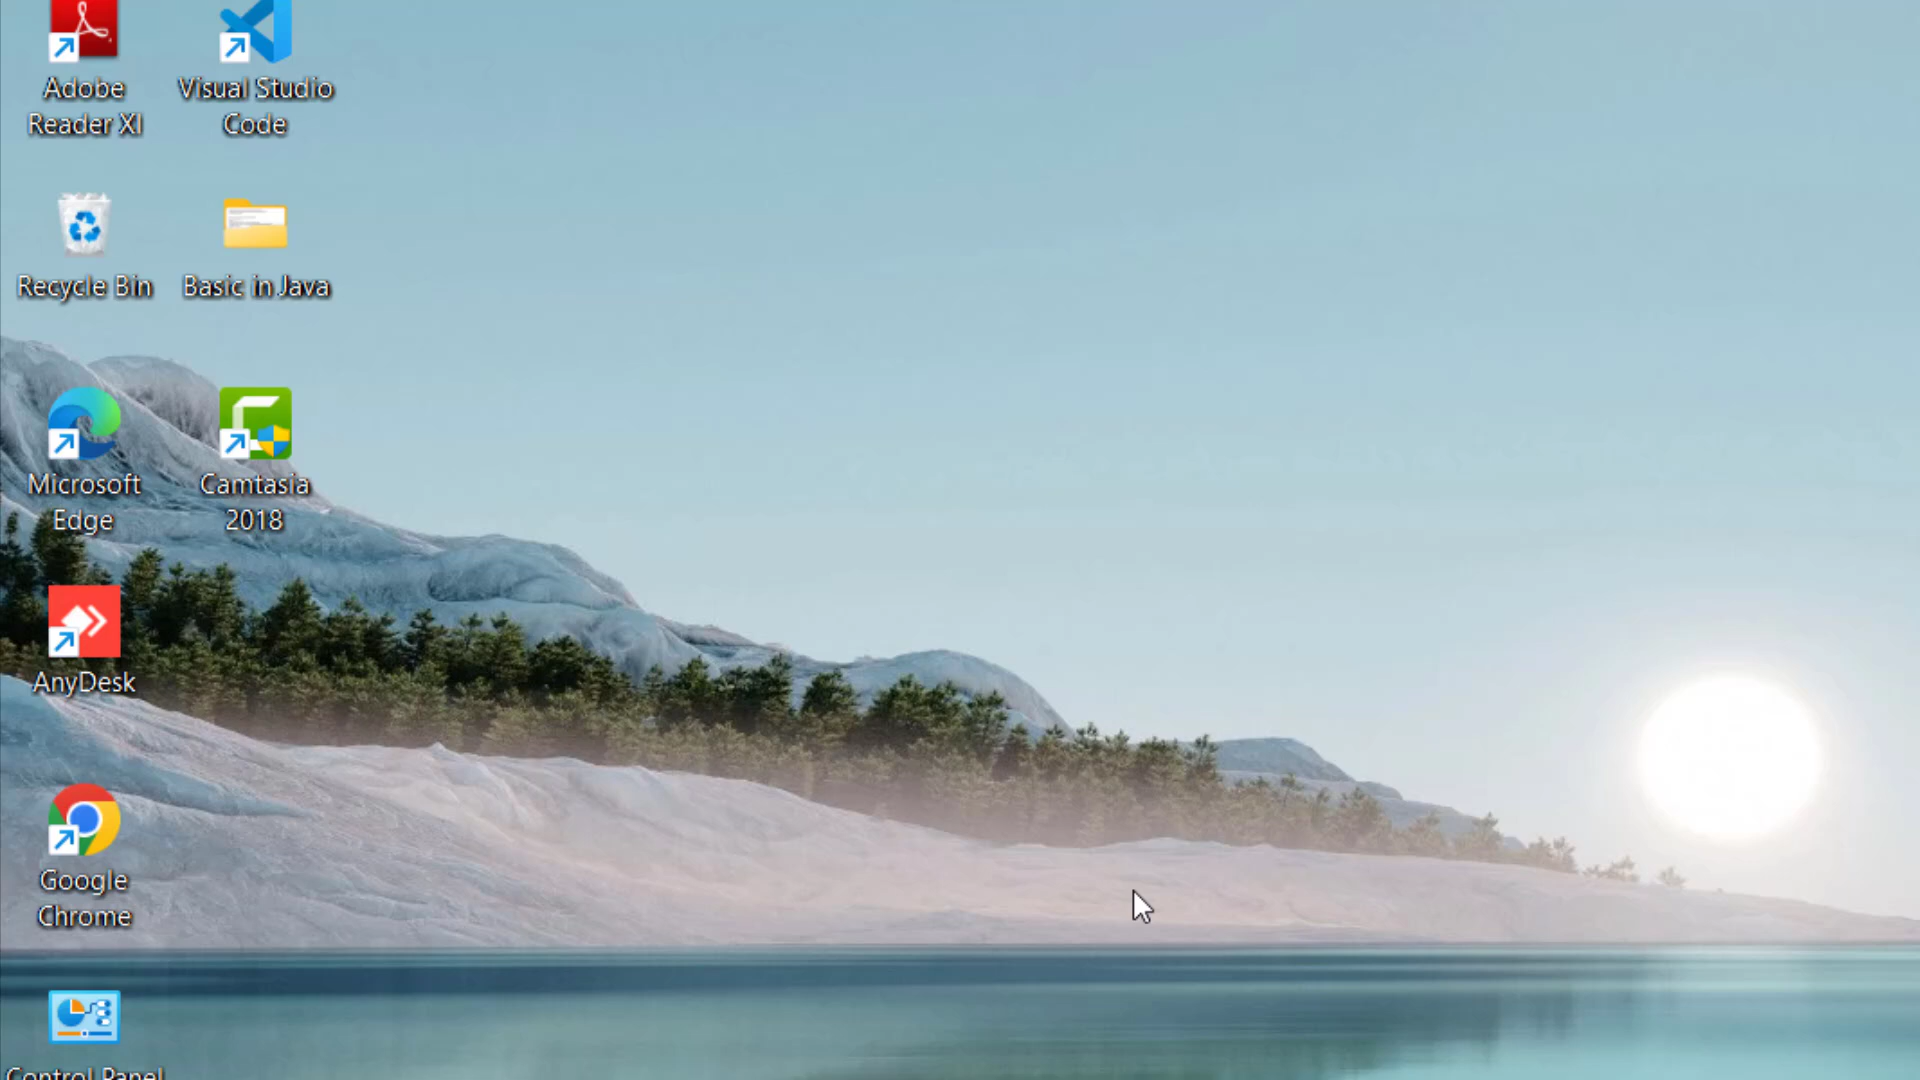 Adobe
Reader XI
Visual Studio
Code
Recycle Bin
Basic in Java
Microsoft
Edge
Camtasia
2018
AnyDesk
Google
Chrome
Control Panel